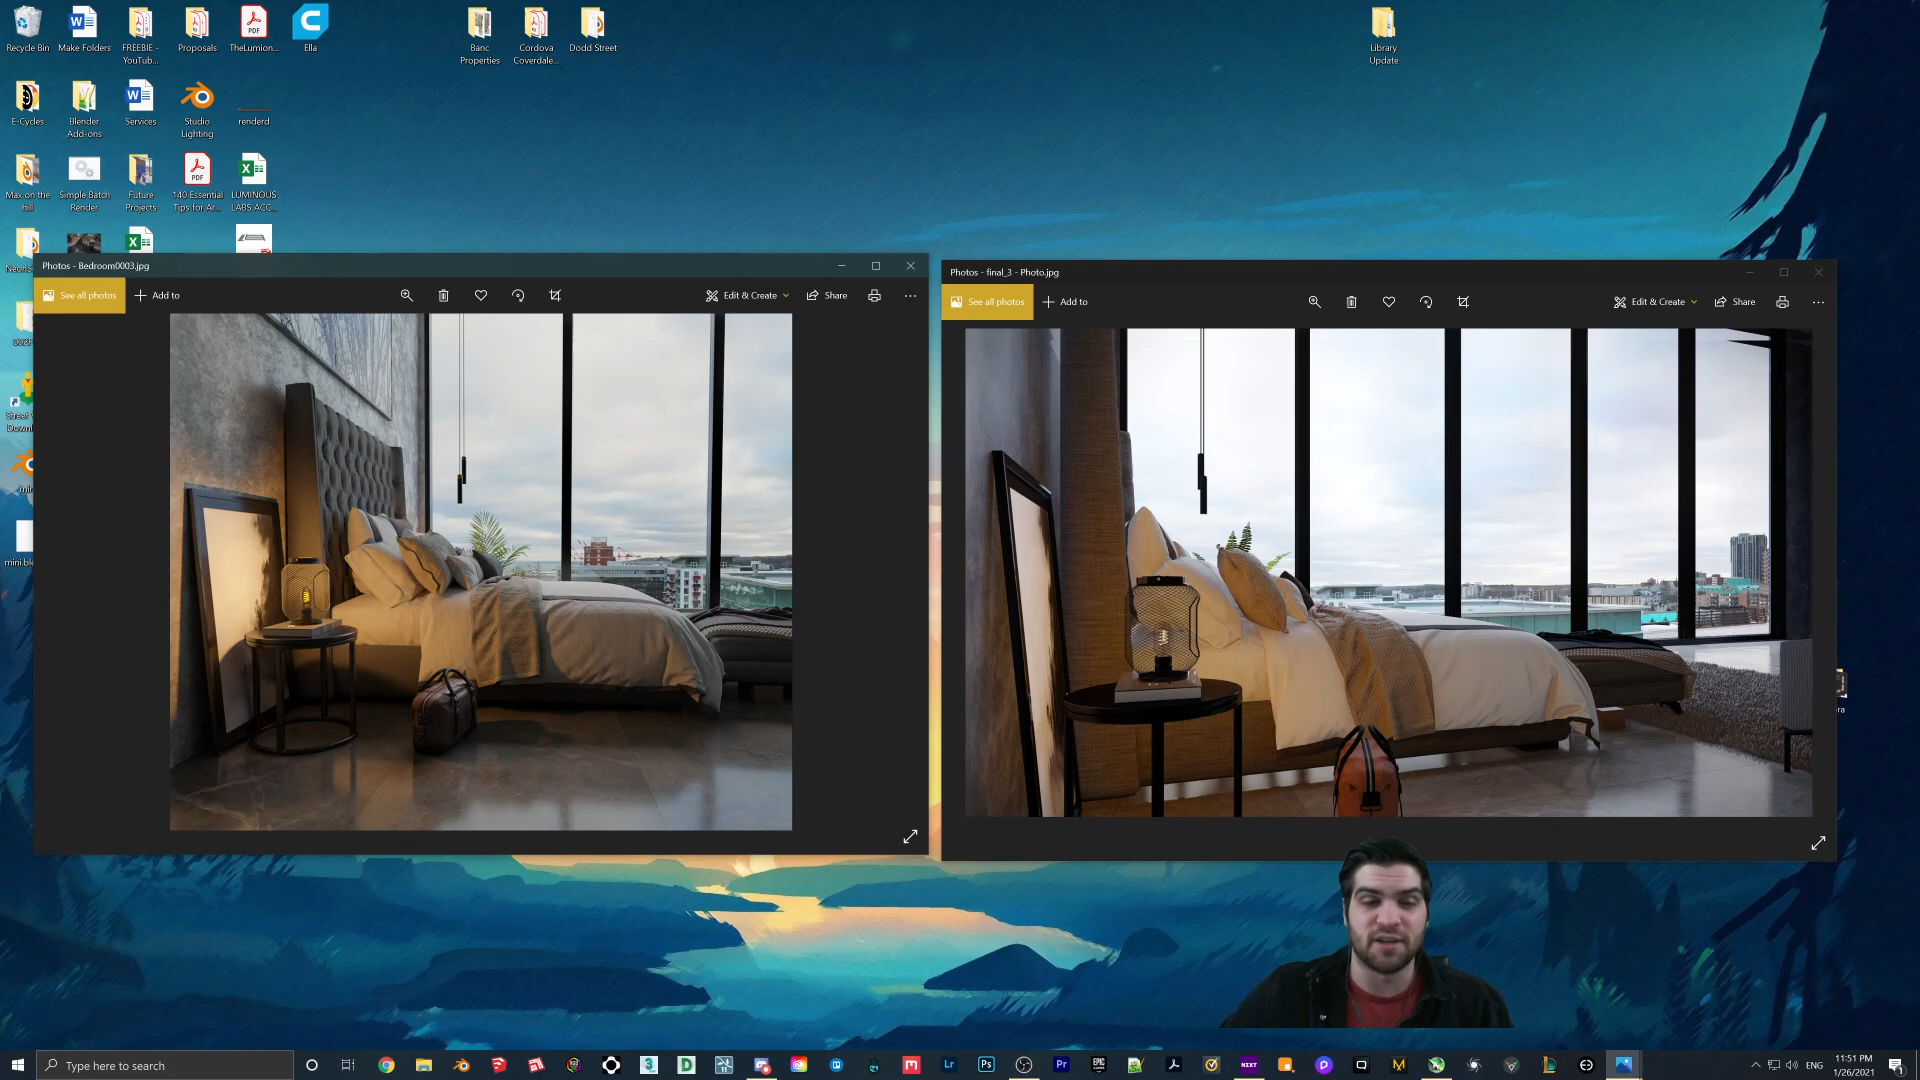 Recycle Bin
Make Folders
FREEBIE -
YouTub...
Proposals
TheLumion...
Ella
Banc
Properties
Cordova
Coverdale...
Dodd Street
Library
Update
E-Cycles
Blender
Add-ons
Services
Studio
Lighting
renderd
Max on the
hill
Simple Batch
Render
Future
Projects
140 Essential
Tips for Ar...
LUMINOUS
LABS ACC...
Photos - Bedroom0003.jpg
See all photos
Add to
Edit & Create
Share
Photos - final_3 - Photo.jpg
See all photos
Add to
Edit & Create
Share
Type here to search
ENG
11:51 PM
1/26/2021